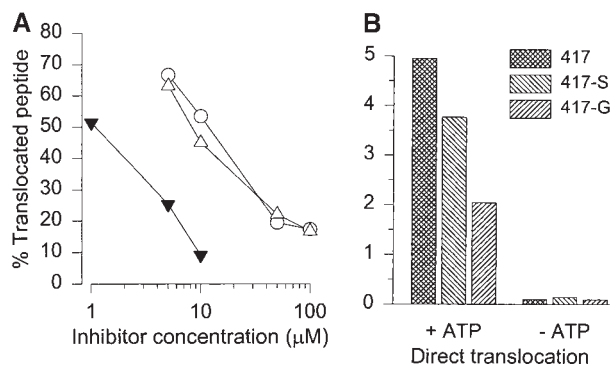 A
% Translocated peptide
80
70
60
50
40
30
20
10
0
1
10
100
Inhibitor concentration (μM)
B
5
4
3
2
1
0
417
417-S
417-G
+ ATP
- ATP
Direct translocation